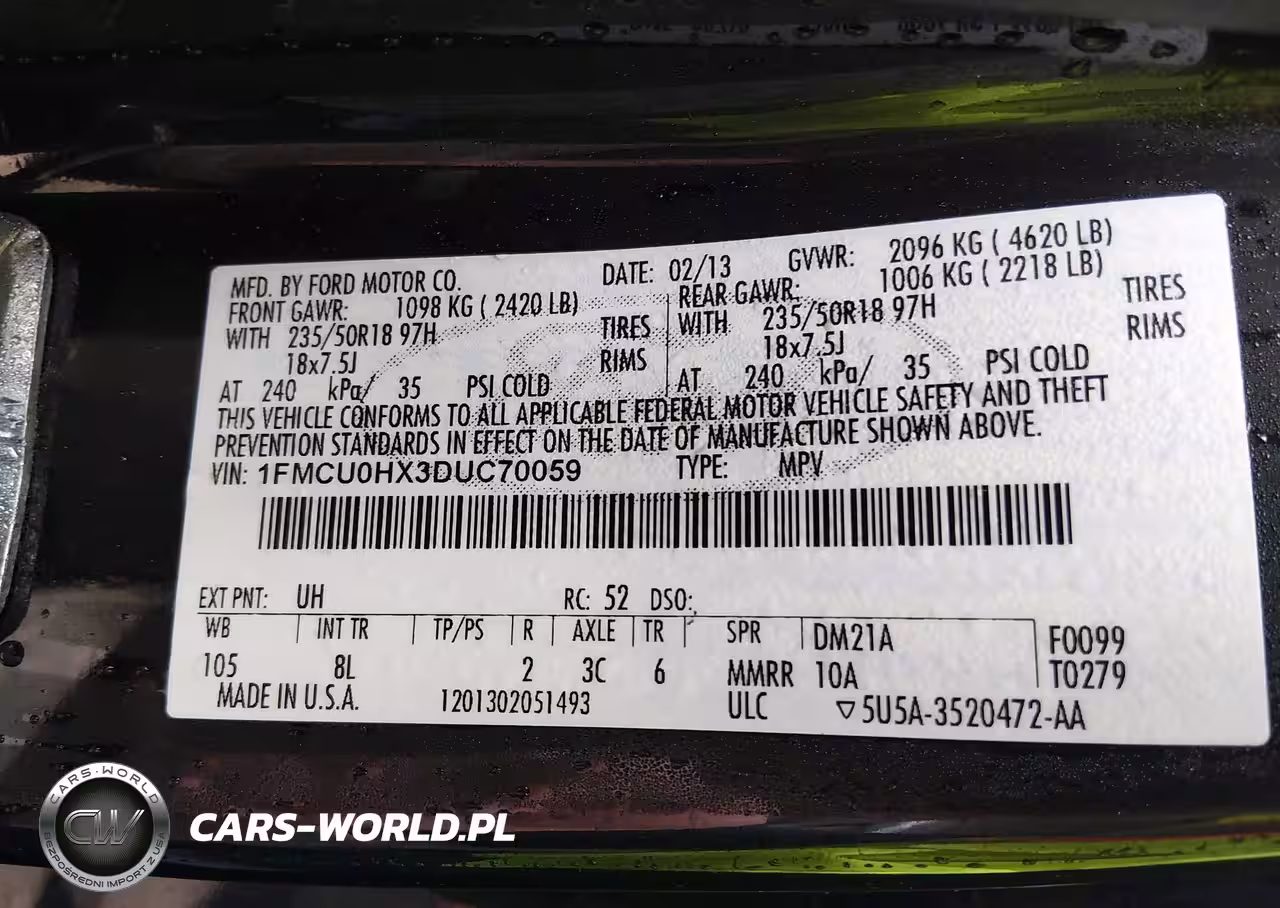 MFD. BY FORD MOTOR CO. DATE: 02/13 GVWR: 2096 KG ( 4620 LB)
FRONT GAWR: 1098 KG ( 2420 LB) REAR GAWR: 1006 KG ( 2218 LB)
WITH 235/50R18 97H TIRES WITH 235/50R18 97H TIRES
18x7.5J RIMS 18x7.5J RIMS
AT 240 kPa/ 35 PSI COLD AT 240 kPa/ 35 PSI COLD
THIS VEHICLE CONFORMS TO ALL APPLICABLE FEDERAL MOTOR VEHICLE SAFETY AND THEFT
PREVENTION STANDARDS IN EFFECT ON THE DATE OF MANUFACTURE SHOWN ABOVE.
VIN: 1FMCU0HX3DUC70059 TYPE: MPV
EXT PNT: UH RC: 52 DSO:
WB INT TR TP/PS R AXLE TR SPR DM21A F0099
105 8L 2 3C 6 MMRR 10A T0279
MADE IN U.S.A. 1201302051493 ULC ▽5U5A-3520472-AA
CARS-WORLD
CW
BEZPOŚREDNI IMPORT Z USA
CARS-WORLD.PL